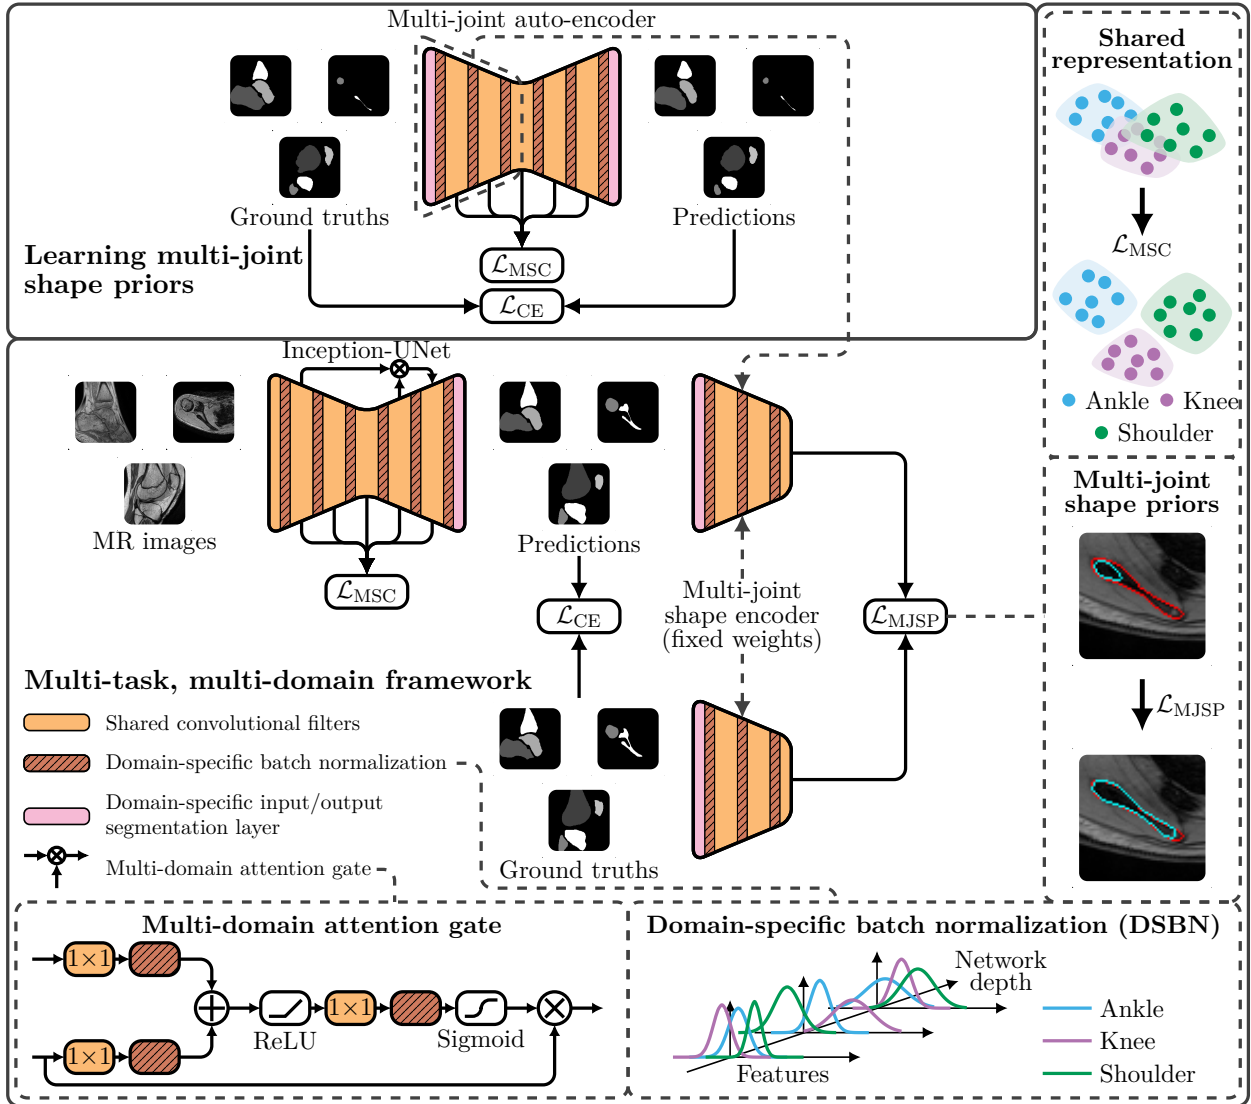 Multi-joint auto-encoder
Ground truths
Predictions
Learning multi-joint
shape priors
ℒMSC
ℒCE
Shared
representation
ℒMSC
Ankle
Knee
Shoulder
Inception-UNet
MR images
ℒMSC
Predictions
ℒCE
Ground truths
Multi-joint
shape encoder
(fixed weights)
ℒMJSP
Multi-joint
shape priors
ℒMJSP
Multi-task, multi-domain framework
Shared convolutional filters
Domain-specific batch normalization
Domain-specific input/output
segmentation layer
Multi-domain attention gate
Multi-domain attention gate
1×1
1×1
ReLU
1×1
Sigmoid
Domain-specific batch normalization (DSBN)
Network
depth
Features
Ankle
Knee
Shoulder